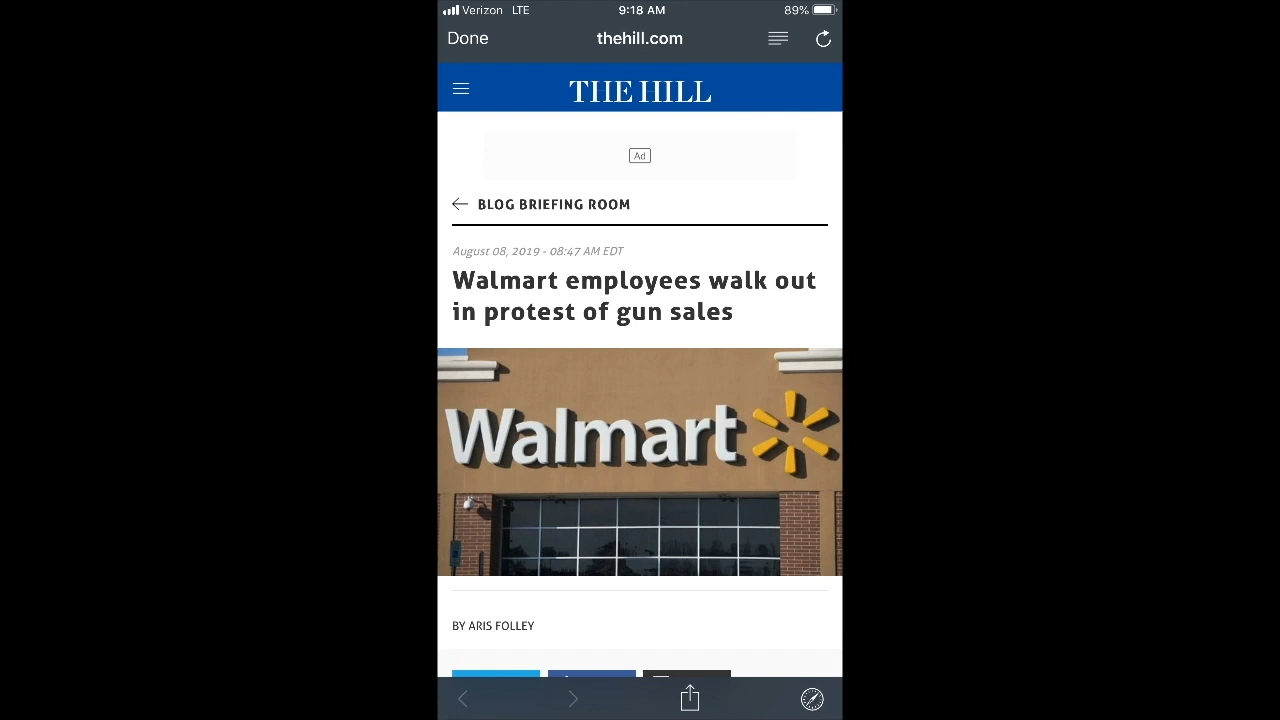 Verizon LTE 9:18 AM 89%
Done thehill.com
THE HILL
Ad
BLOG BRIEFING ROOM
August 08, 2019 - 08:47 AM EDT
Walmart employees walk out
in protest of gun sales
Walmart
BY ARIS FOLLEY